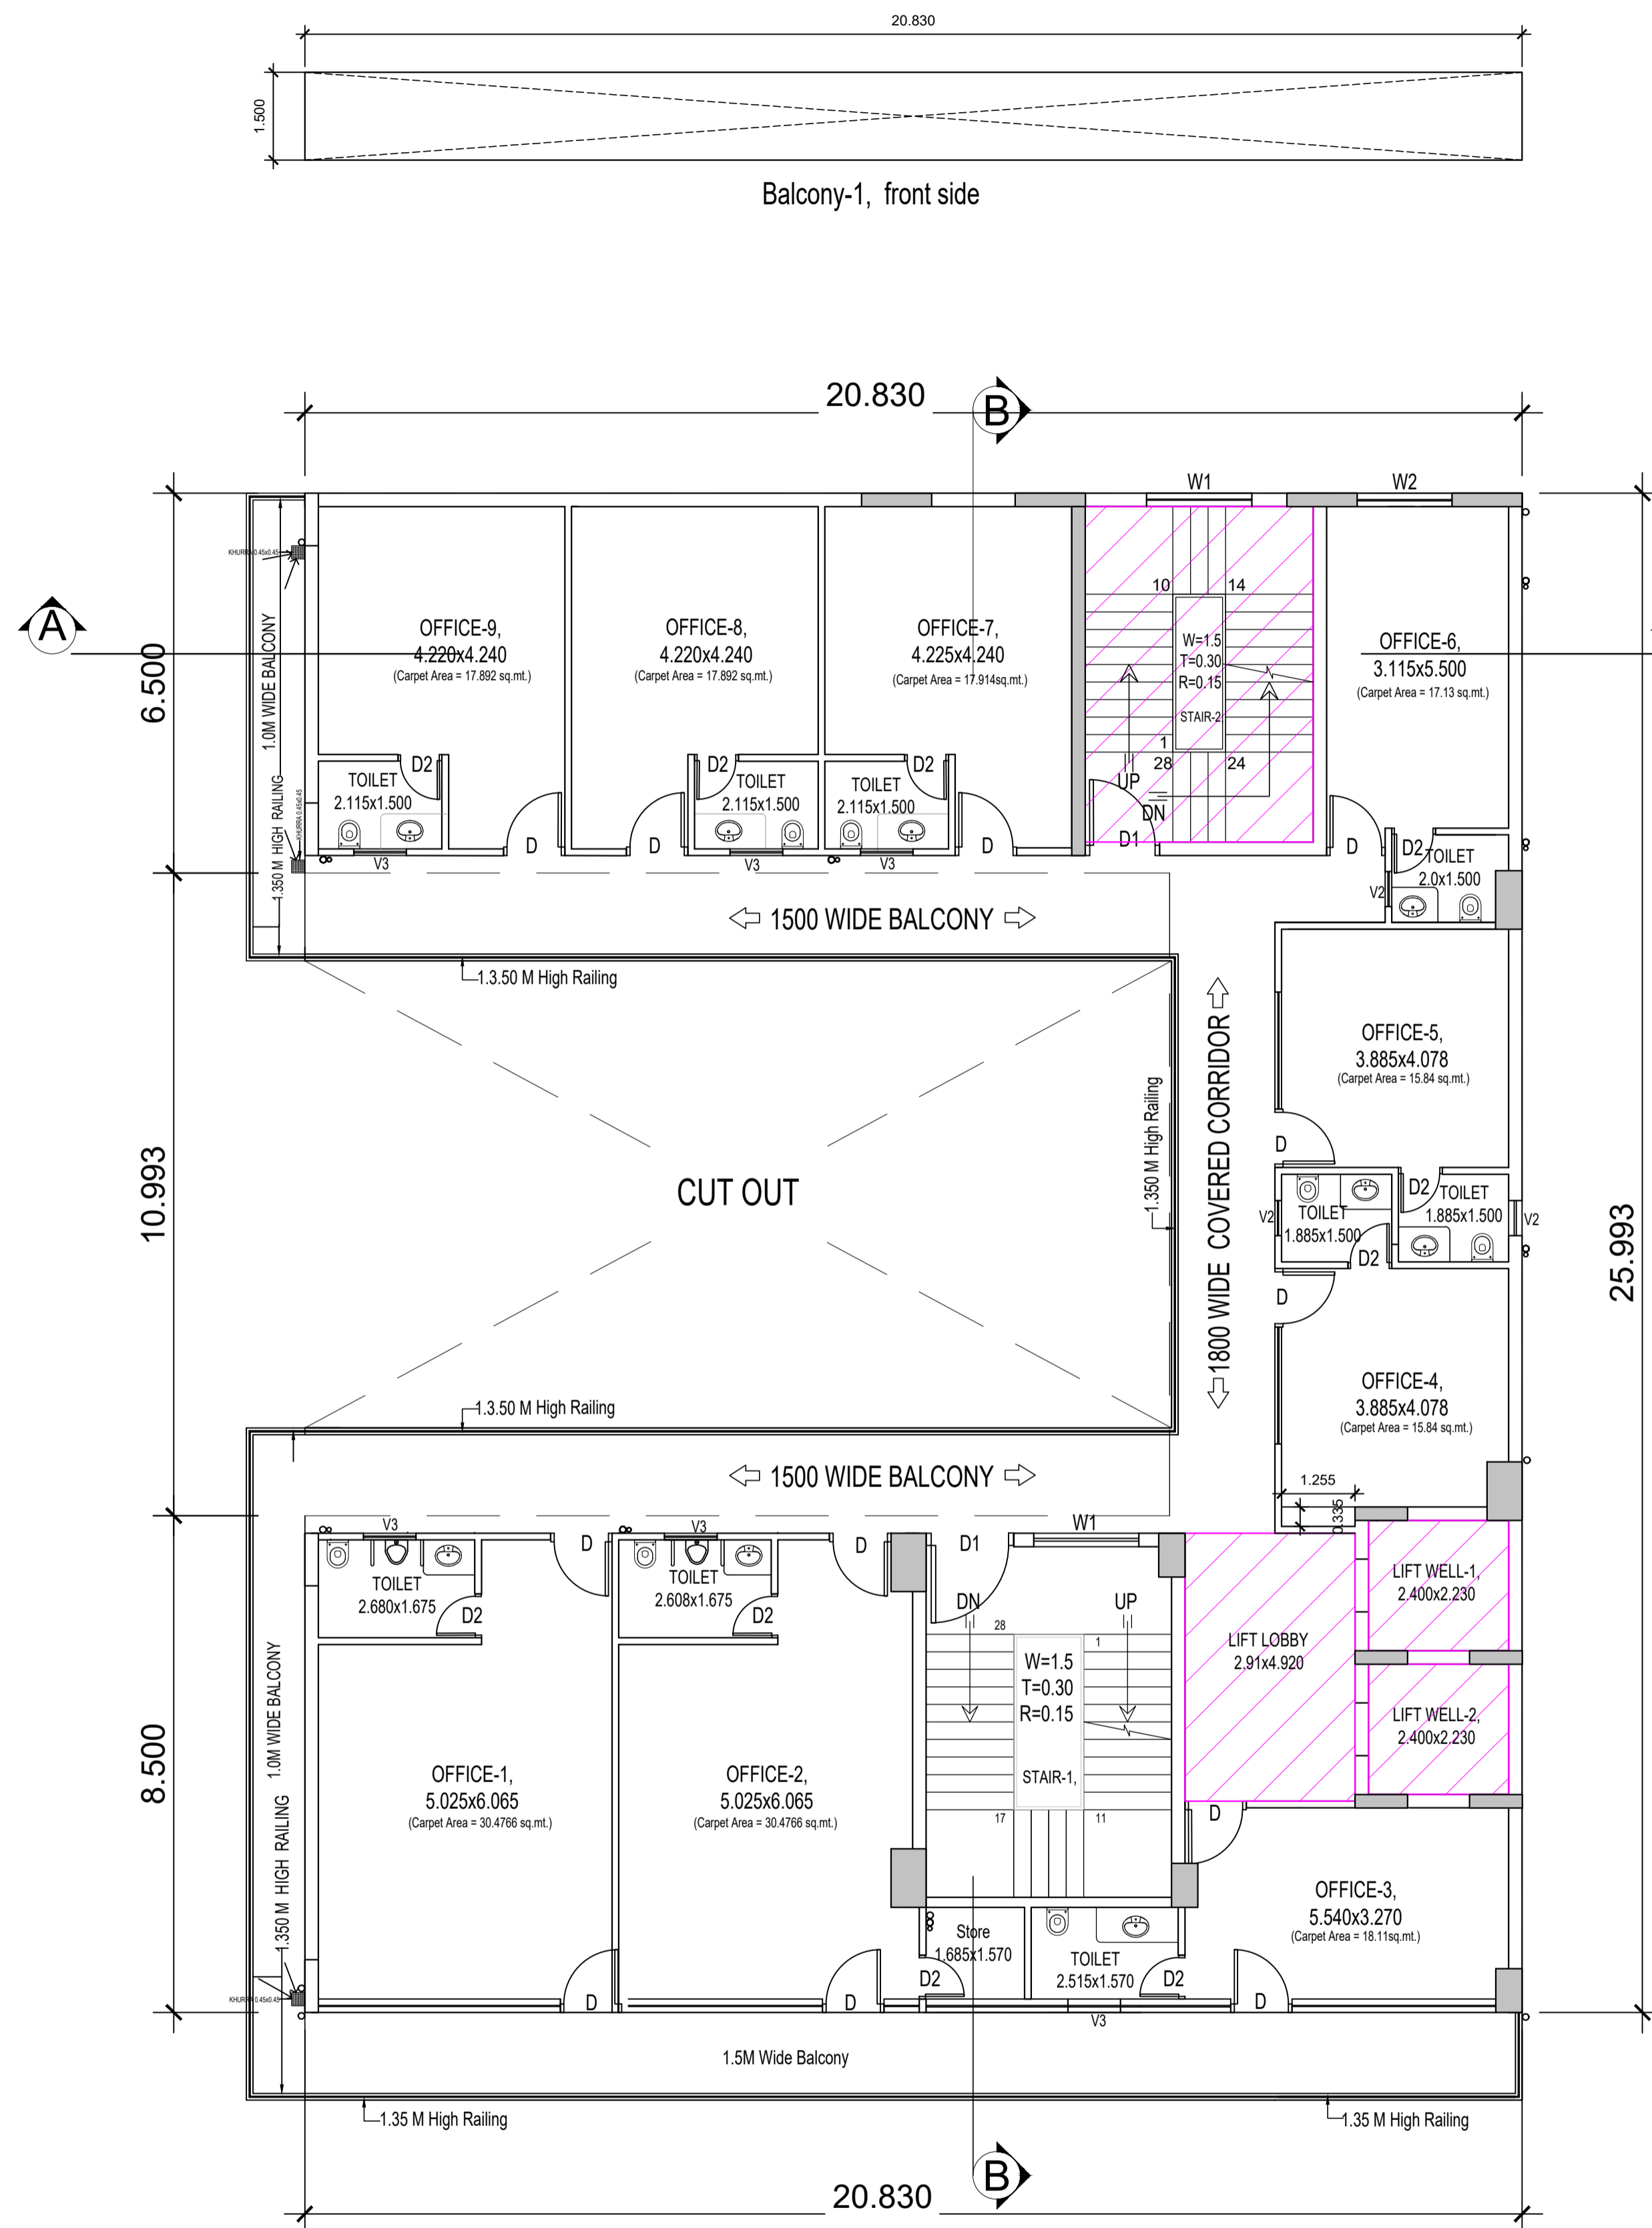 20.830
1.500
Balcony-1, front side
20.830
B
W1
W2
KHURRA 0.45x0.45
A
6.500
1.0M WIDE BALCONY
1.350 M HIGH RAILING
KHURRA 0.45x0.45
OFFICE-9,
4.220x4.240
(Carpet Area = 17.892 sq.mt.)
OFFICE-8,
4.220x4.240
(Carpet Area = 17.892 sq.mt.)
OFFICE-7,
4.225x4.240
(Carpet Area = 17.914sq.mt.)
10
14
W=1.5
T=0.30
R=0.15
STAIR-2
1
28
24
UP
DN
D1
OFFICE-6,
3.115x5.500
(Carpet Area = 17.13 sq.mt.)
D2
TOILET
2.115x1.500
D
V3
D2
TOILET
2.115x1.500
D
V3
D2
TOILET
2.115x1.500
D
V3
D
D2
TOILET
2.0x1.500
V2
1500 WIDE BALCONY
1.3.50 M High Railing
10.993
CUT OUT
1.350 M High Railing
1800 WIDE COVERED CORRIDOR
OFFICE-5,
3.885x4.078
(Carpet Area = 15.84 sq.mt.)
D
D2
TOILET
1.885x1.500
V2
TOILET
1.885x1.500
V2
D2
D
25.993
OFFICE-4,
3.885x4.078
(Carpet Area = 15.84 sq.mt.)
1.255
0.335
1.3.50 M High Railing
1500 WIDE BALCONY
V3
D
V3
D
D1
W1
TOILET
2.680x1.675
D2
TOILET
2.608x1.675
D2
DN
UP
28
1
W=1.5
T=0.30
R=0.15
STAIR-1,
17
11
LIFT LOBBY
2.91x4.920
LIFT WELL-1,
2.400x2.230
LIFT WELL-2,
2.400x2.230
8.500
1.0M WIDE BALCONY
1.350 M HIGH RAILING
OFFICE-1,
5.025x6.065
(Carpet Area = 30.4766 sq.mt.)
OFFICE-2,
5.025x6.065
(Carpet Area = 30.4766 sq.mt.)
D
OFFICE-3,
5.540x3.270
(Carpet Area = 18.11sq.mt.)
Store
1.685x1.570
TOILET
2.515x1.570
D2
D2
KHURRA 0.45x0.45
D
D
D
V3
1.5M Wide Balcony
1.35 M High Railing
1.35 M High Railing
B
20.830